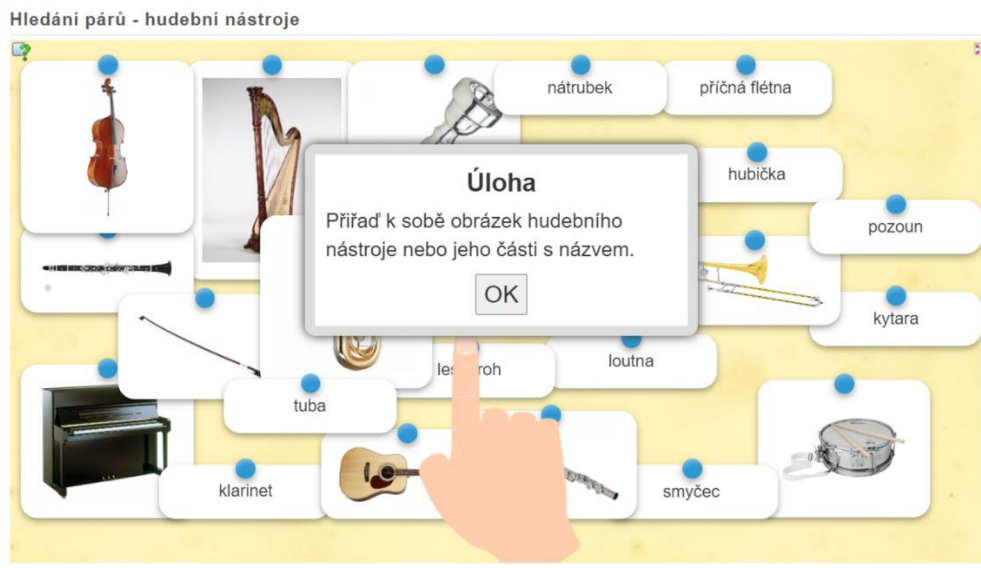 Hledání párů - hudební nástroje
nátrubek
příčná flétna
hubička
Úloha
Přiřaď k sobě obrázek hudebního
nástroje nebo jeho části s názvem.
OK
pozoun
kytara
loutna
tuba
klarinet
smyčec